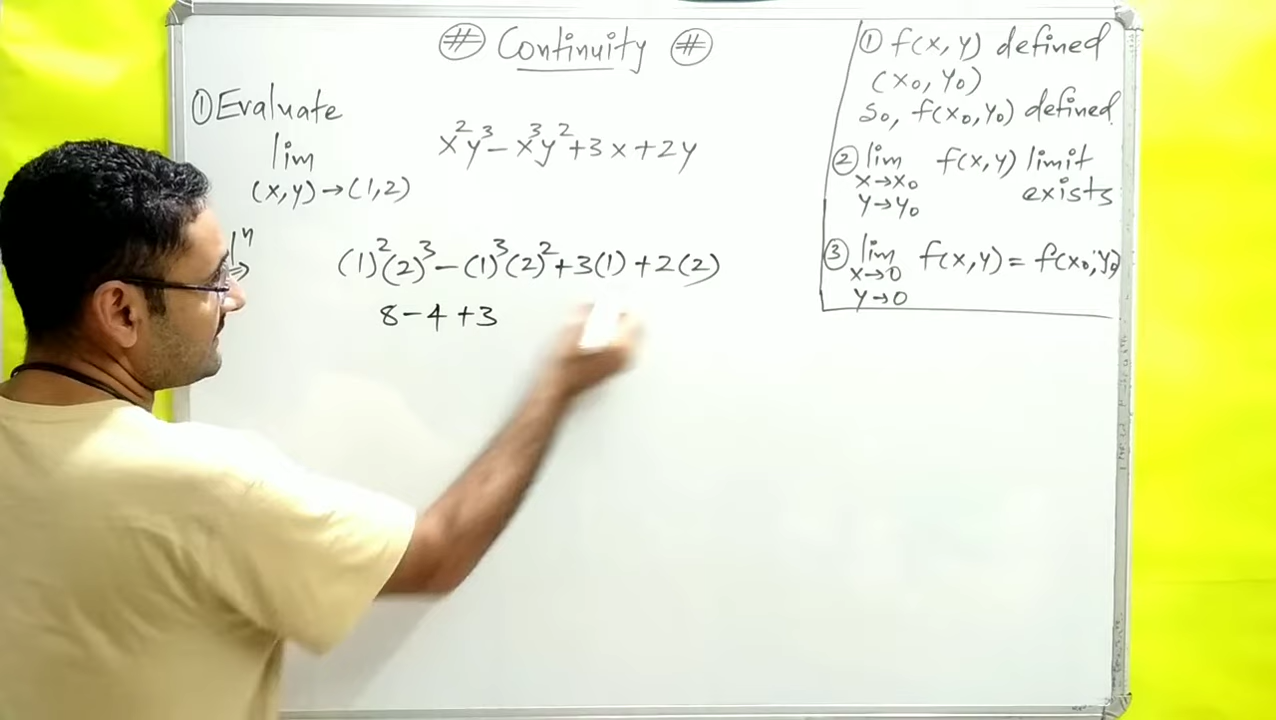 # Continuity #
① Evaluate
lim x²y³ - x³y² + 3x + 2y
(x,y) → (1,2)
lⁿ
⇒ (1)²(2)³ - (1)³(2)² + 3(1) + 2(2)
8 - 4 + 3
① f(x,y) defined
(x₀, y₀)
So, f(x₀,y₀) defined
② lim f(x,y) limit
x→x₀ exists
y→y₀
③ lim f(x,y) = f(x₀,y₀)
x→0
y→0